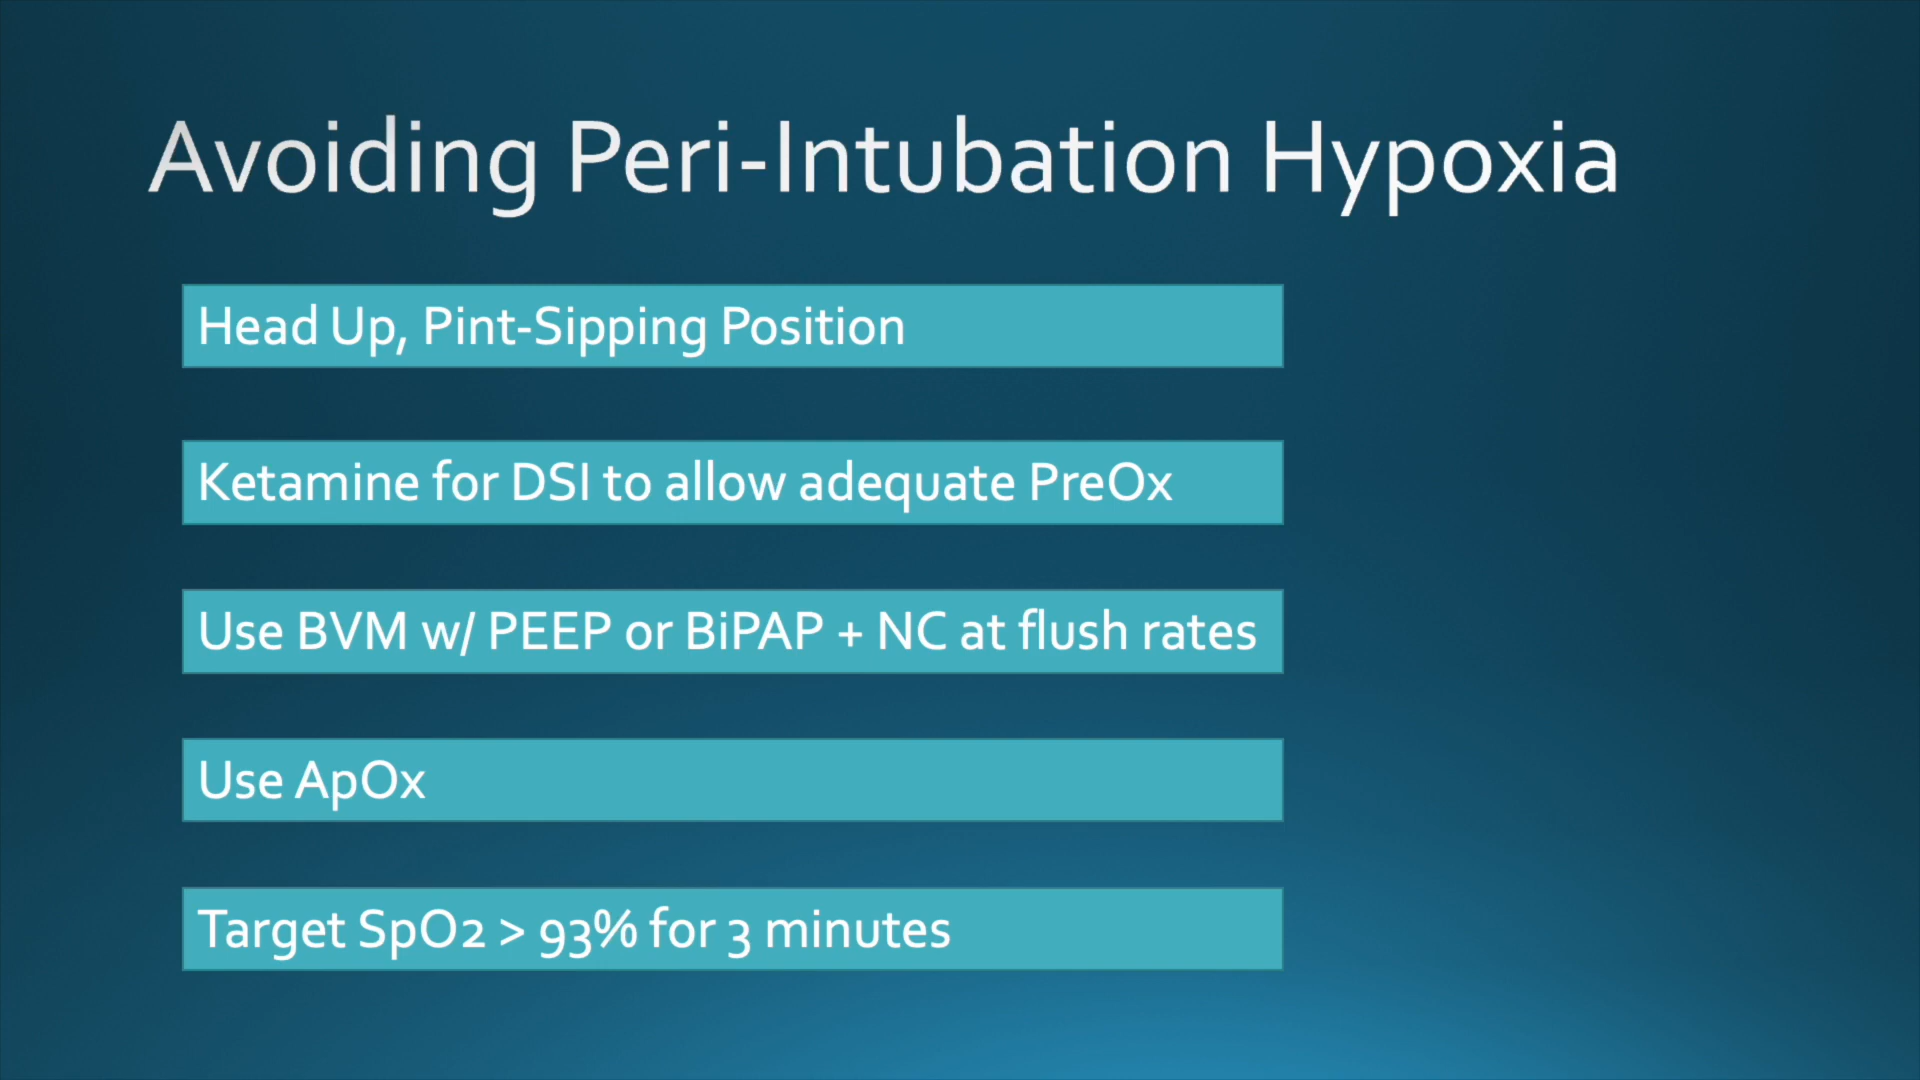 Avoiding Peri-Intubation Hypoxia
Head Up, Pint-Sipping Position
Ketamine for DSI to allow adequate PreOx
Use BVM w/ PEEP or BiPAP + NC at flush rates
Use ApOx
Target SpO2 > 93% for 3 minutes